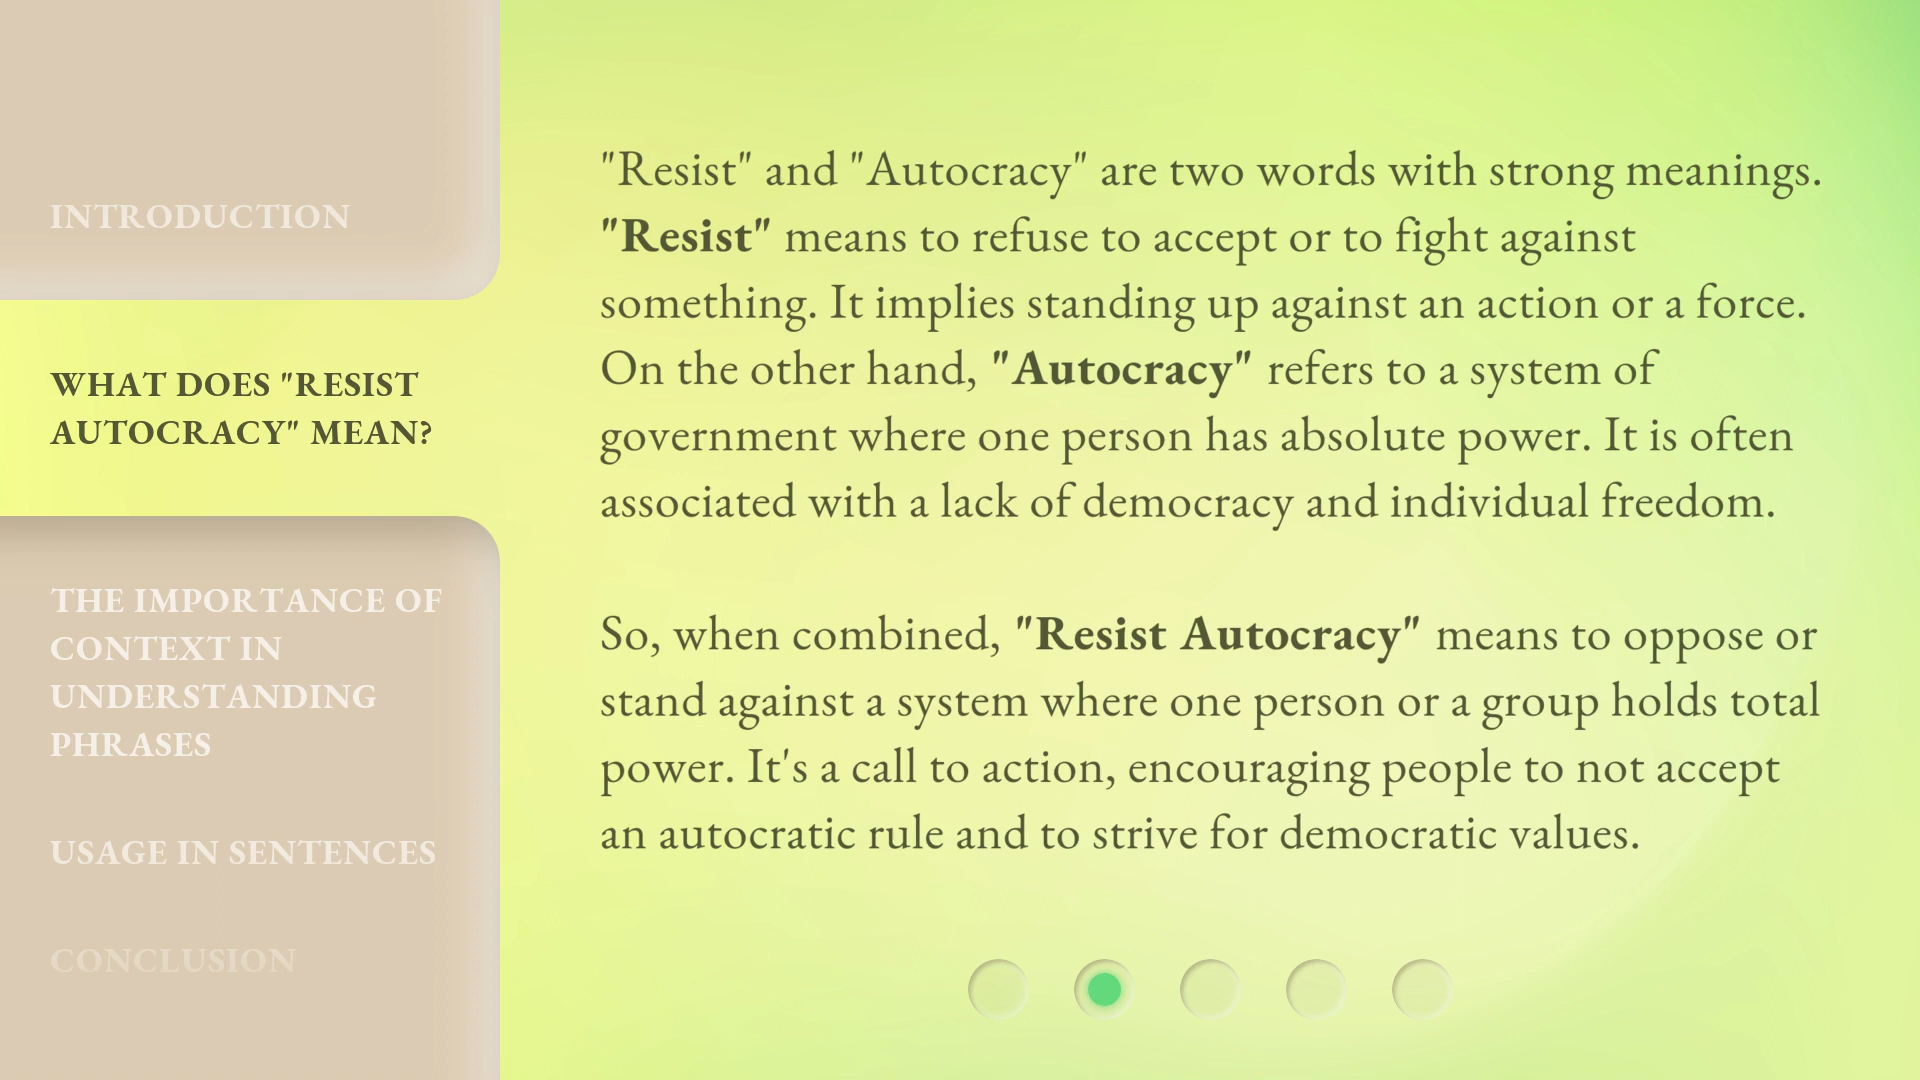 INTRODUCTION
WHAT DOES "RESIST
AUTOCRACY" MEAN?
THE IMPORTANCE OF
CONTEXT IN
UNDERSTANDING
PHRASES
USAGE IN SENTENCES
CONCLUSION
"Resist" and "Autocracy" are two words with strong meanings.
"Resist" means to refuse to accept or to fight against
something. It implies standing up against an action or a force.
On the other hand, "Autocracy" refers to a system of
government where one person has absolute power. It is often
associated with a lack of democracy and individual freedom.
So, when combined, "Resist Autocracy" means to oppose or
stand against a system where one person or a group holds total
power. It's a call to action, encouraging people to not accept
an autocratic rule and to strive for democratic values.